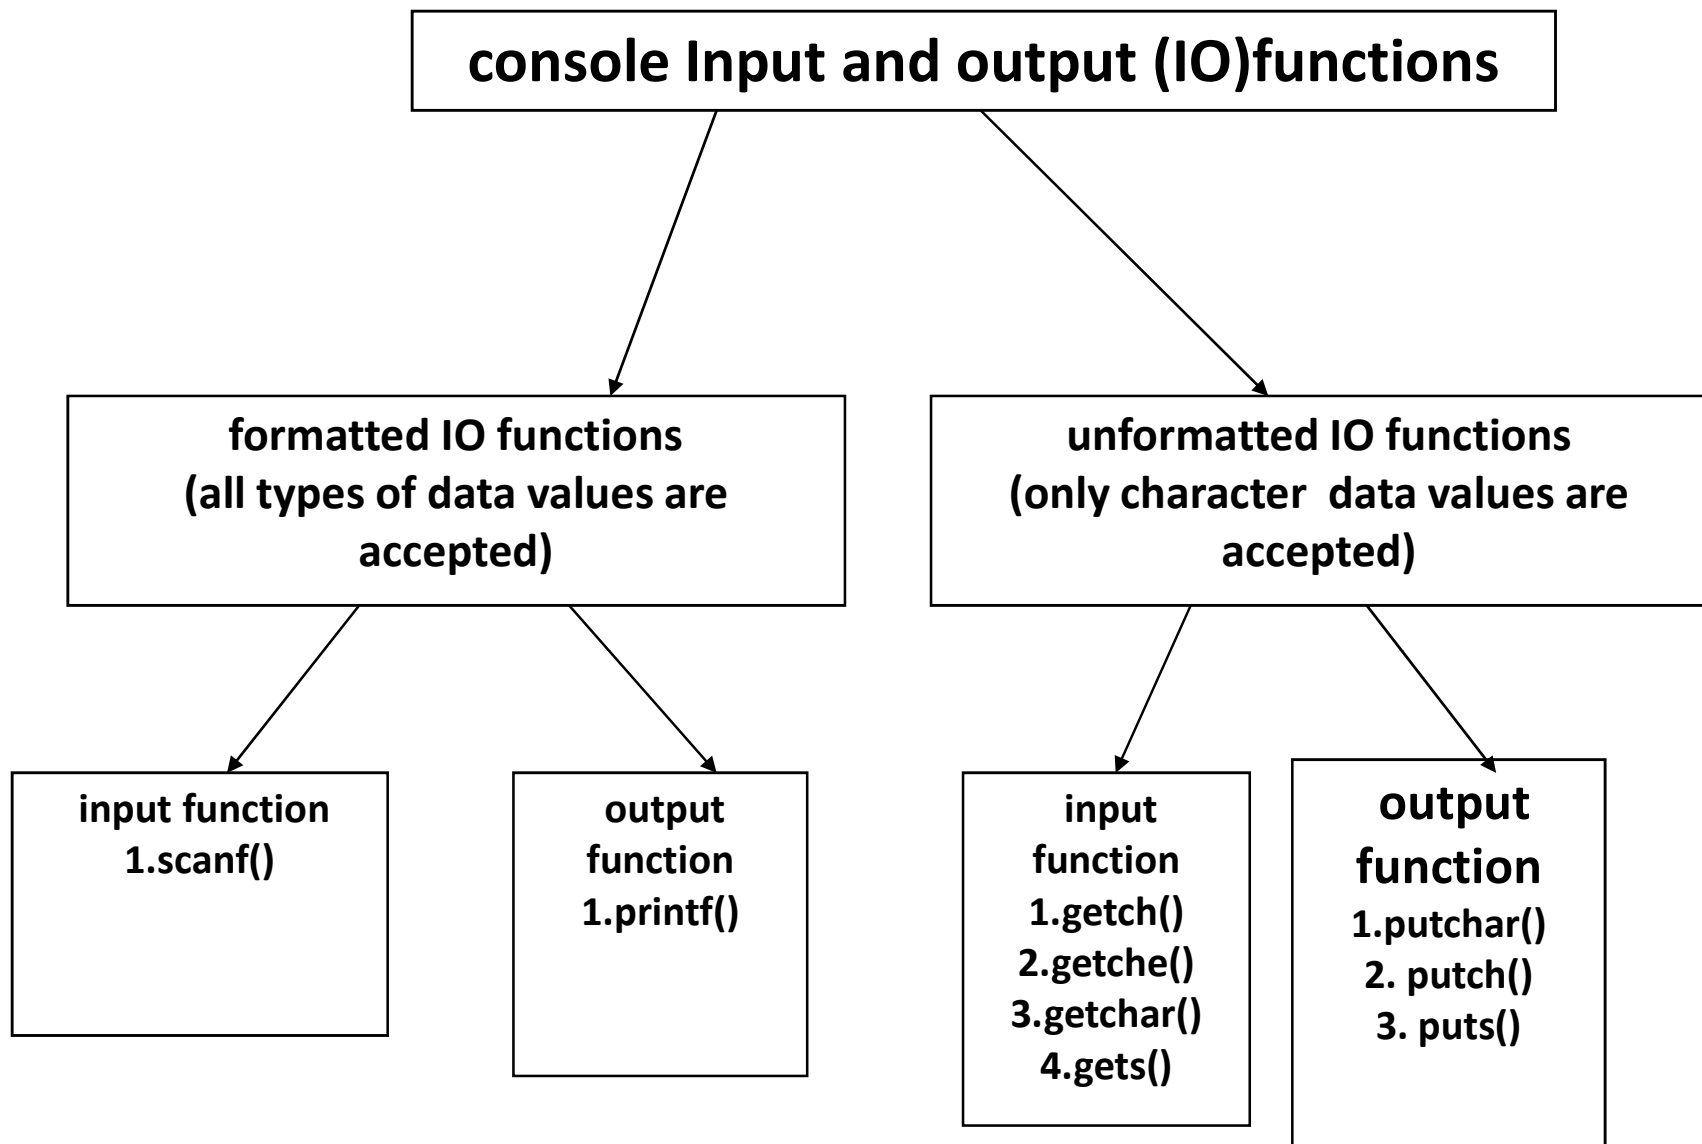 console Input and output (IO)functions
formatted IO functions
(all types of data values are
accepted)
unformatted IO functions
(only character  data values are
accepted)
input function
1.scanf()
output
function
1.printf()
input
function
1.getch()
2.getche()
3.getchar()
4.gets()
output
function
1.putchar()
2. putch()
3. puts()